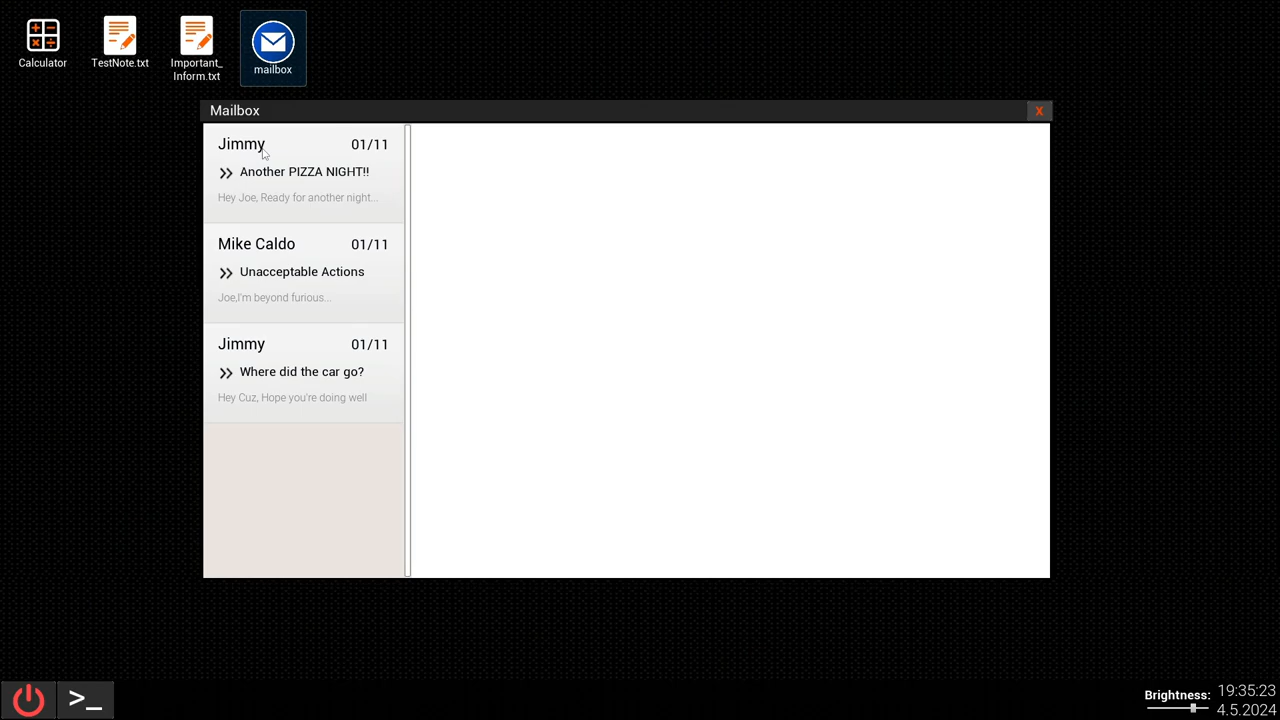 Calculator
TestNote.txt
Important_
Inform.txt
mailbox
Mailbox
X
Jimmy 01/11
Another PIZZA NIGHT!!
Hey Joe, Ready for another night...
Mike Caldo 01/11
Unacceptable Actions
Joe,I'm beyond furious...
Jimmy 01/11
Where did the car go?
Hey Cuz, Hope you're doing well
>_
Brightness: 19:35:23
4.5.2024